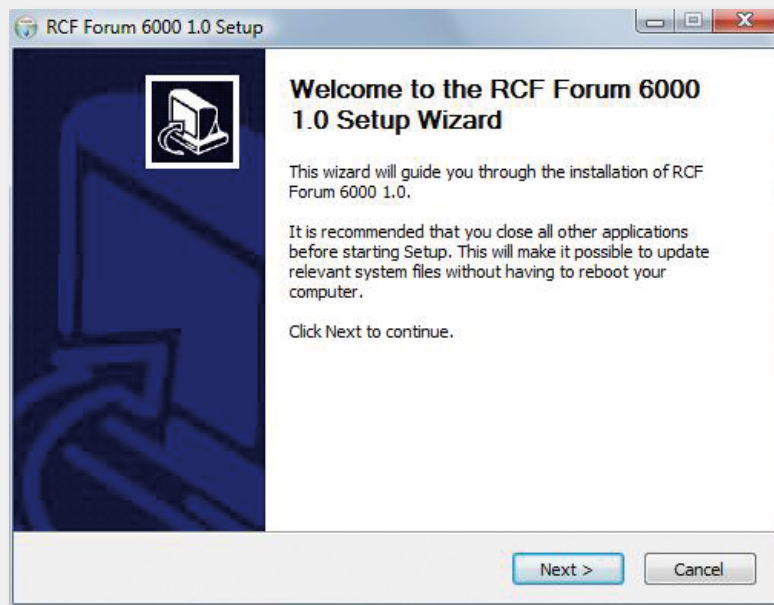 RCF Forum 6000 1.0 Setup
Welcome to the RCF Forum 6000
1.0 Setup Wizard
This wizard will guide you through the installation of RCF
Forum 6000 1.0.
It is recommended that you close all other applications
before starting Setup. This will make it possible to update
relevant system files without having to reboot your
computer.
Click Next to continue.
Next >
Cancel